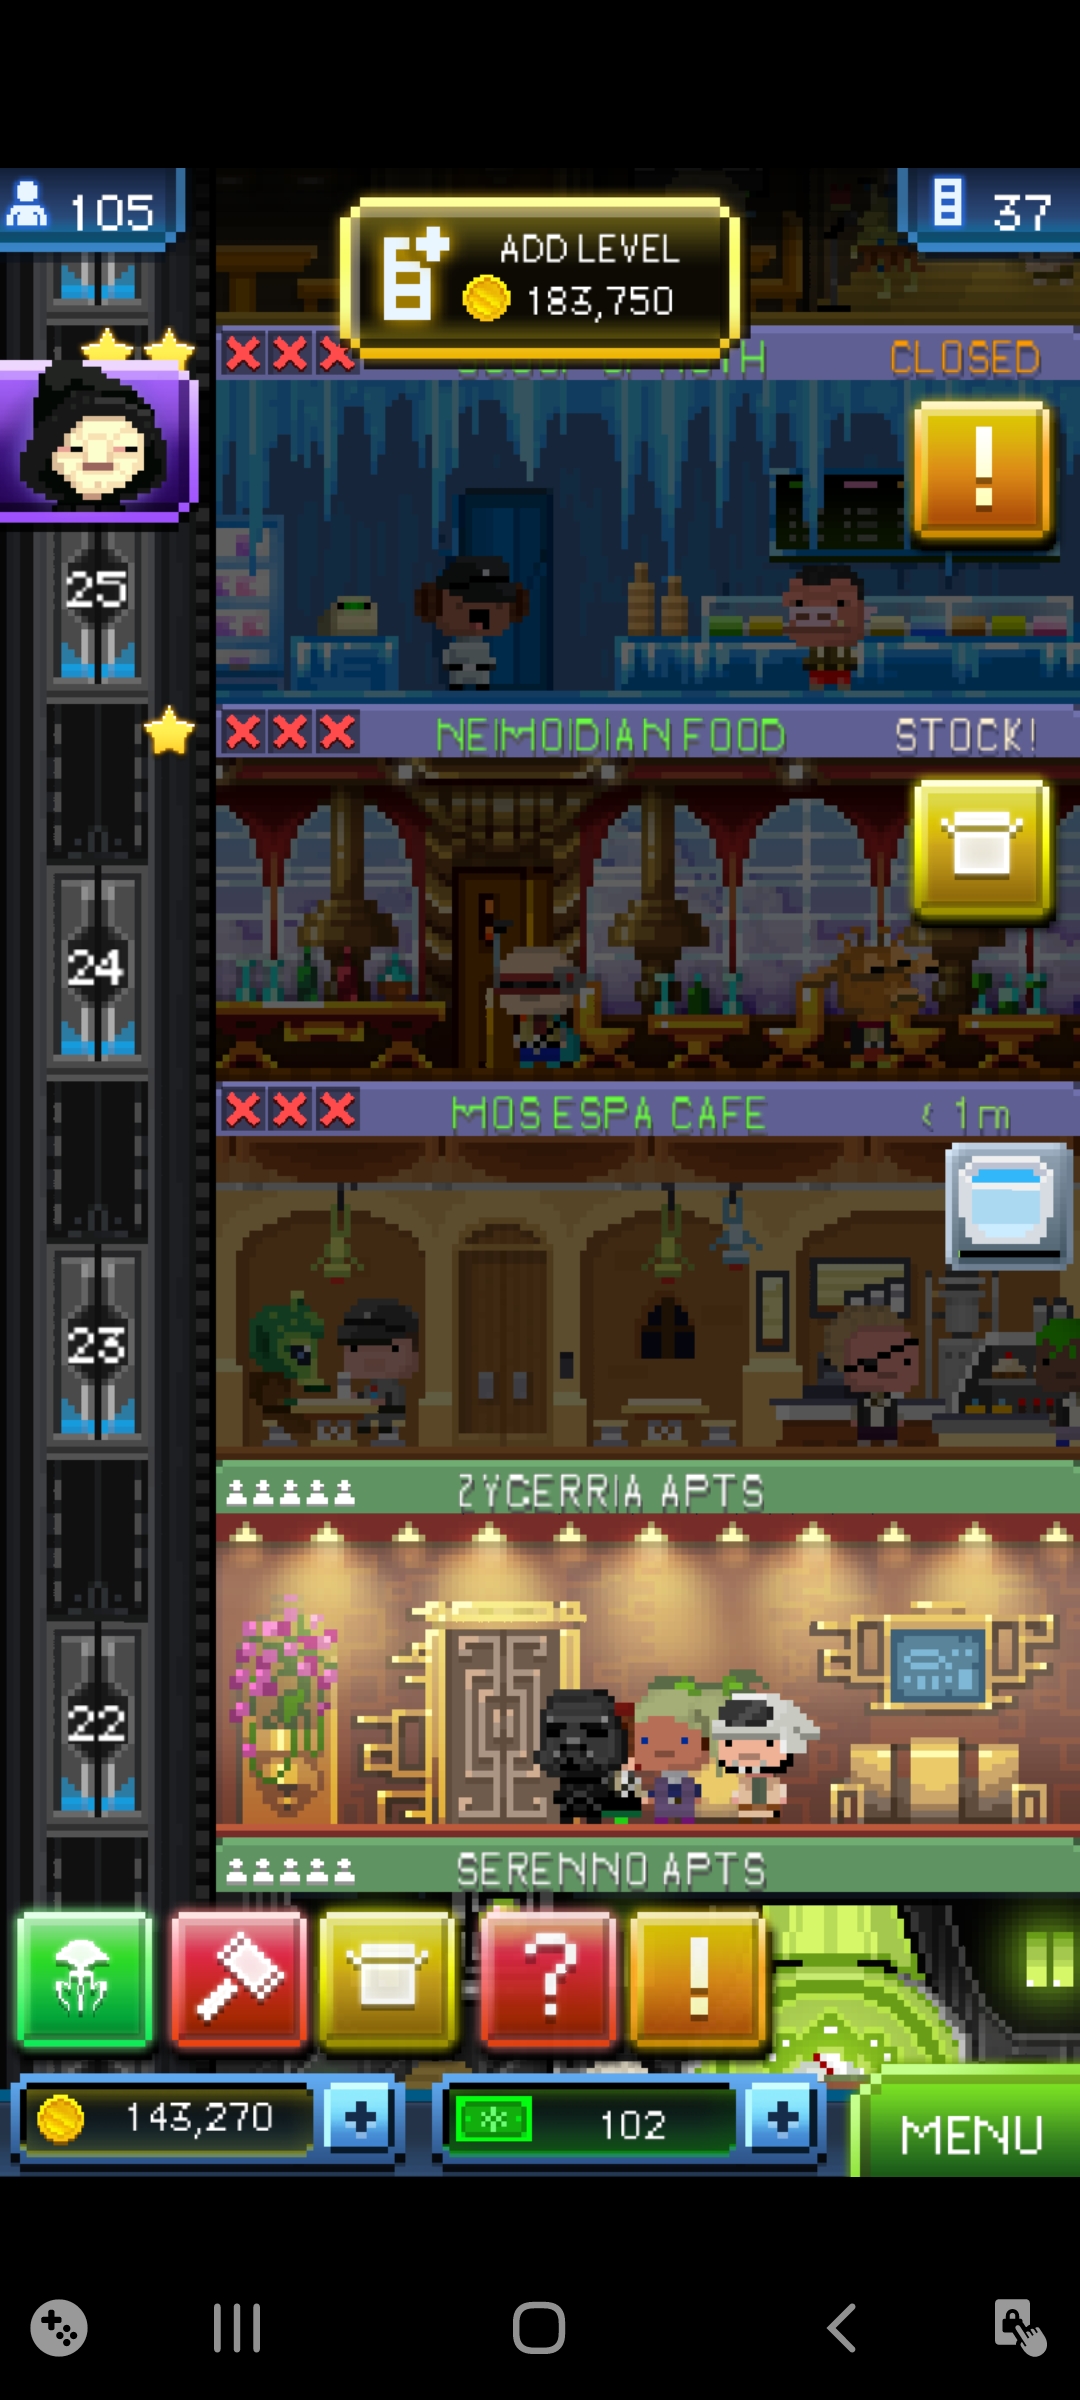 105
37
ADD LEVEL
183,750
CLOSED
25
NEIMOIDIAN FOOD
STOCK!
24
MOS ESPA CAFE
< 1m
23
ZYGERRIA APTS
22
SERENNO APTS
?
!
143,270
+
102
+
MENU